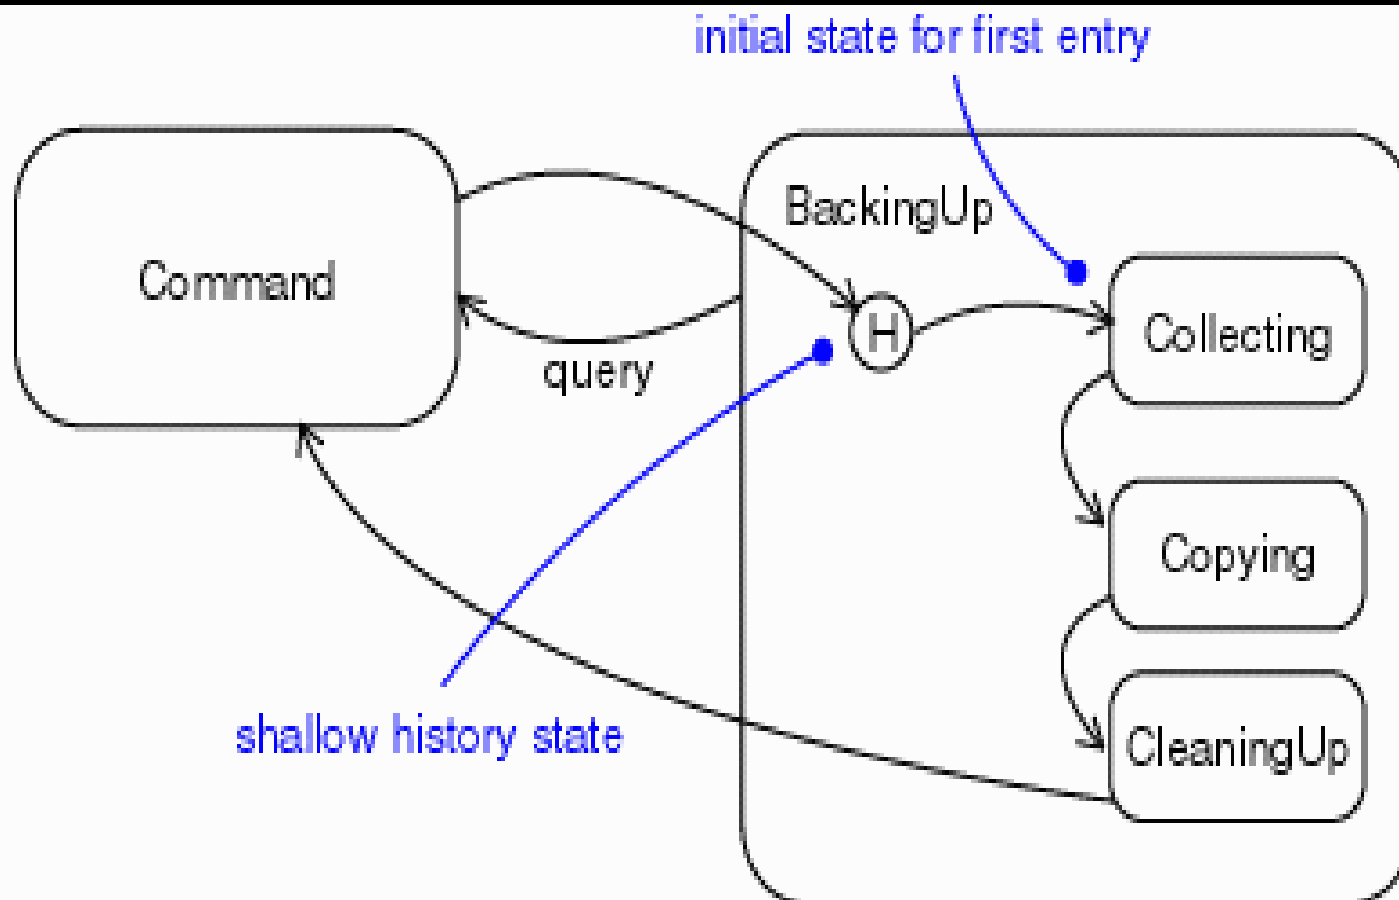 initial state for first entry
BackingUp
Command
H
Collecting
query
Copying
shallow history state
CleaningUp